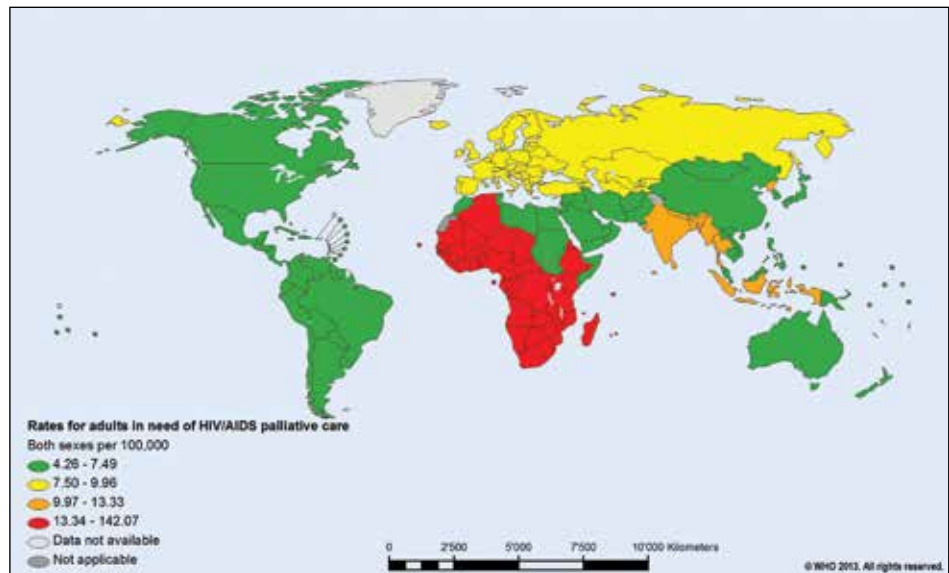 Rates for adults in need of HIV/AIDS palliative care
Both sexes per 100,000
4.26 - 7.49
7.50 - 9.96
9.97 - 13.33
13.34 - 142.07
Data not available
Not applicable
0 2'500 5'000 7'500 10'000 Kilometers
© WHO 2013. All rights reserved.